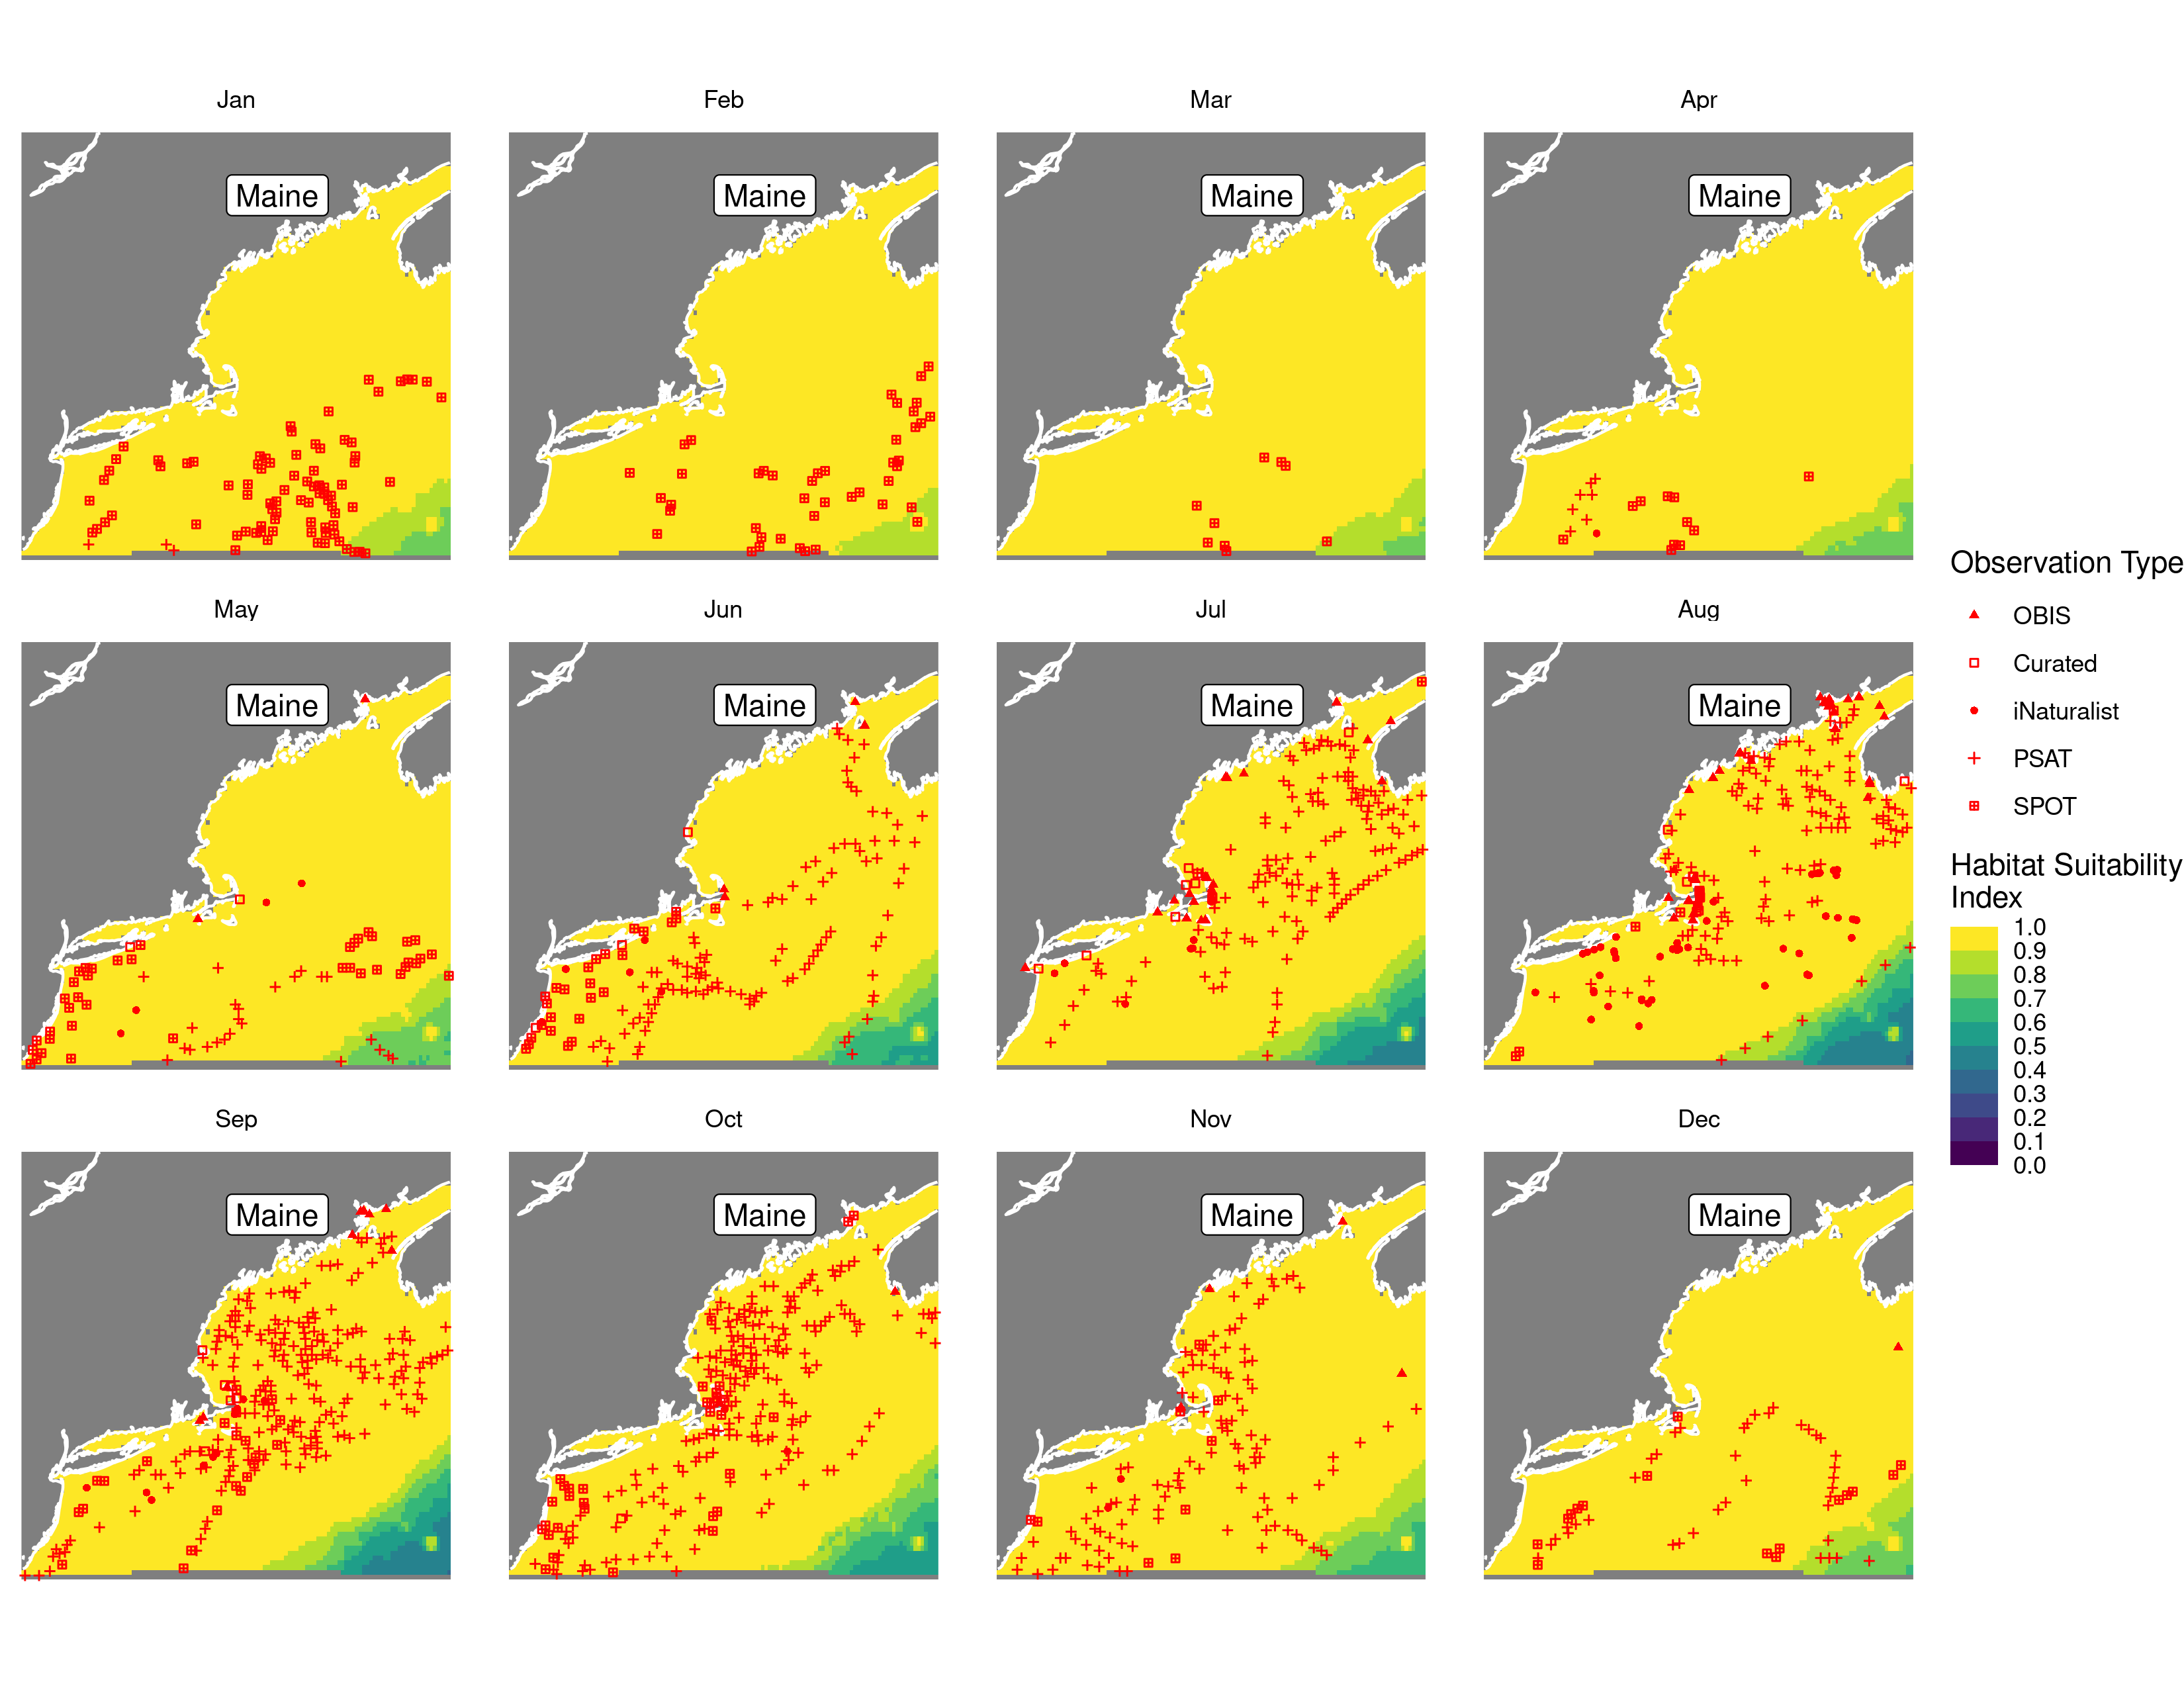 Jan
Feb
Mar
Apr
Maine
Maine
Maine
Maine
May
Jun
Jul
Aug
Maine
Maine
Maine
Maine
Sep
Oct
Nov
Dec
Maine
Maine
Maine
Maine
Observation Type
OBIS
Curated
iNaturalist
PSAT
SPOT
Habitat Suitability
Index
1.0
0.9
0.8
0.7
0.6
0.5
0.4
0.3
0.2
0.1
0.0